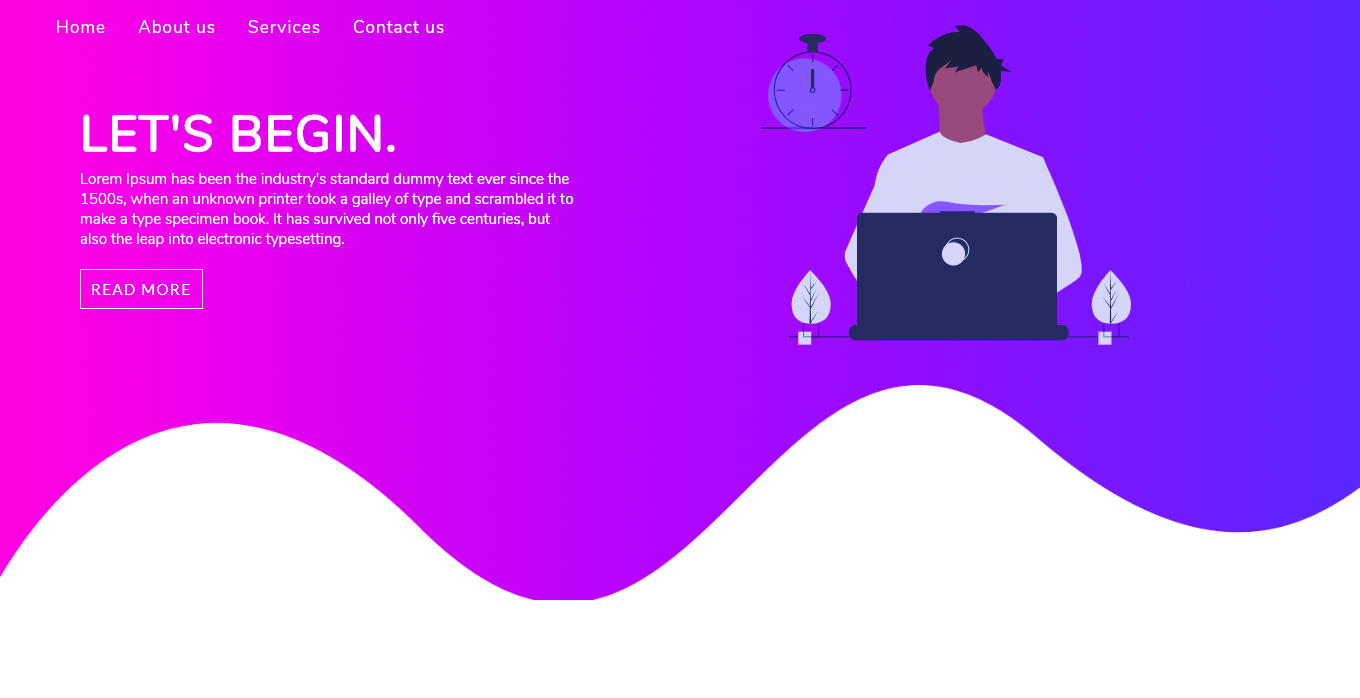 Home About us Services Contact us
LET'S BEGIN.
Lorem Ipsum has been the industry's standard dummy text ever since the
1500s, when an unknown printer took a galley of type and scrambled it to
make a type specimen book. It has survived not only five centuries, but
also the leap into electronic typesetting.
READ MORE